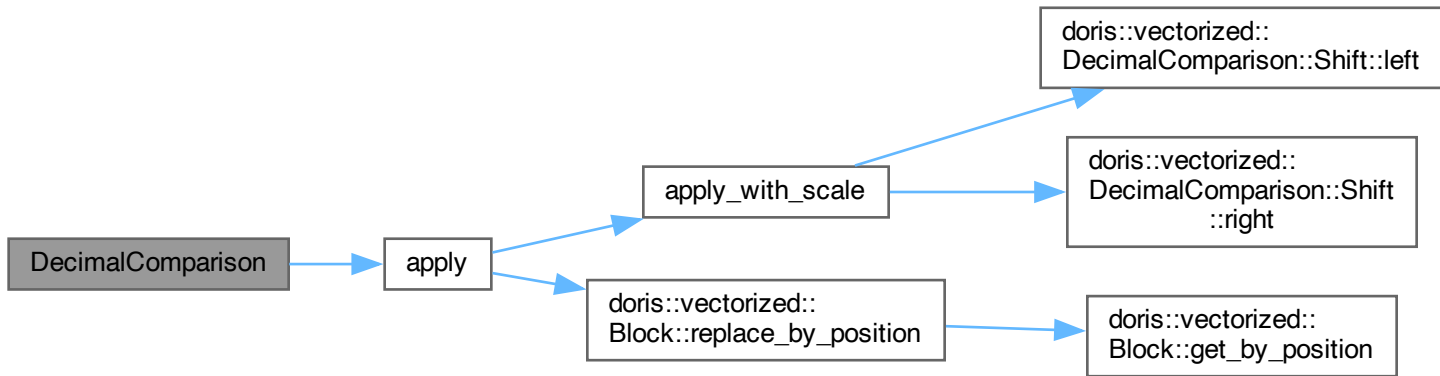 DecimalComparison
apply
apply_with_scale
doris::vectorized::
DecimalComparison::Shift::left
doris::vectorized::
DecimalComparison::Shift
::right
doris::vectorized::
Block::replace_by_position
doris::vectorized::
Block::get_by_position